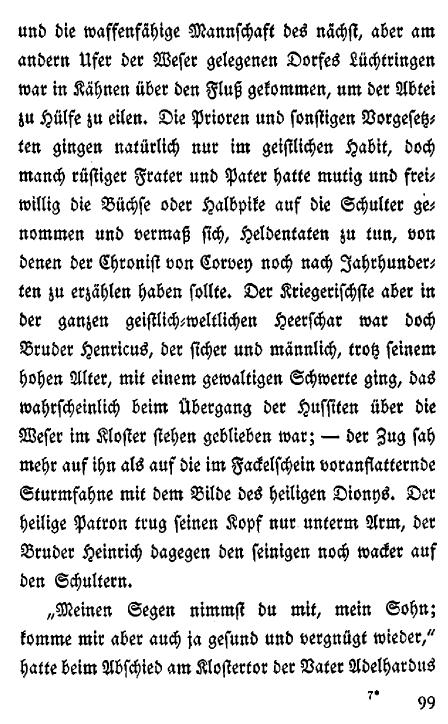 und die waffenfähige Mannschaft des nächst, aber am
andern Ufer der Weser gelegenen Dorfes Lüchtringen
war in Kähnen über den Fluß gekommen, um der Abtei
zu Hülfe zu eilen. Die Prioren und sonstigen Vorgesetz-
ten gingen natürlich nur im geistlichen Habit, doch
manch rüstiger Frater und Pater hatte mutig und frei-
willig die Büchse oder Halbpike auf die Schulter ge-
nommen und vermaß sich, Heldentaten zu tun, von
denen der Chronist von Corvey noch nach Jahrhunder-
ten zu erzählen haben sollte. Der Kriegerischste aber in
der ganzen geistlich-weltlichen Heerschar war doch
Bruder Henricus, der sicher und männlich, trotz seinem
hohen Alter, mit einem gewaltigen Schwerte ging, das
wahrscheinlich beim Übergang der Hussiten über die
Weser im Kloster stehen geblieben war; — der Zug sah
mehr auf ihn als auf die im Fackelschein voranflatternde
Sturmfahne mit dem Bilde des heiligen Dionys. Der
heilige Patron trug seinen Kopf nur unterm Arm, der
Bruder Heinrich dagegen den seinigen noch wacker auf
den Schultern.
„Meinen Segen nimmst du mit, mein Sohn;
komme mir aber auch ja gesund und vergnügt wieder,“
hatte beim Abschied am Klostertor der Vater Adelhardus
7*
99